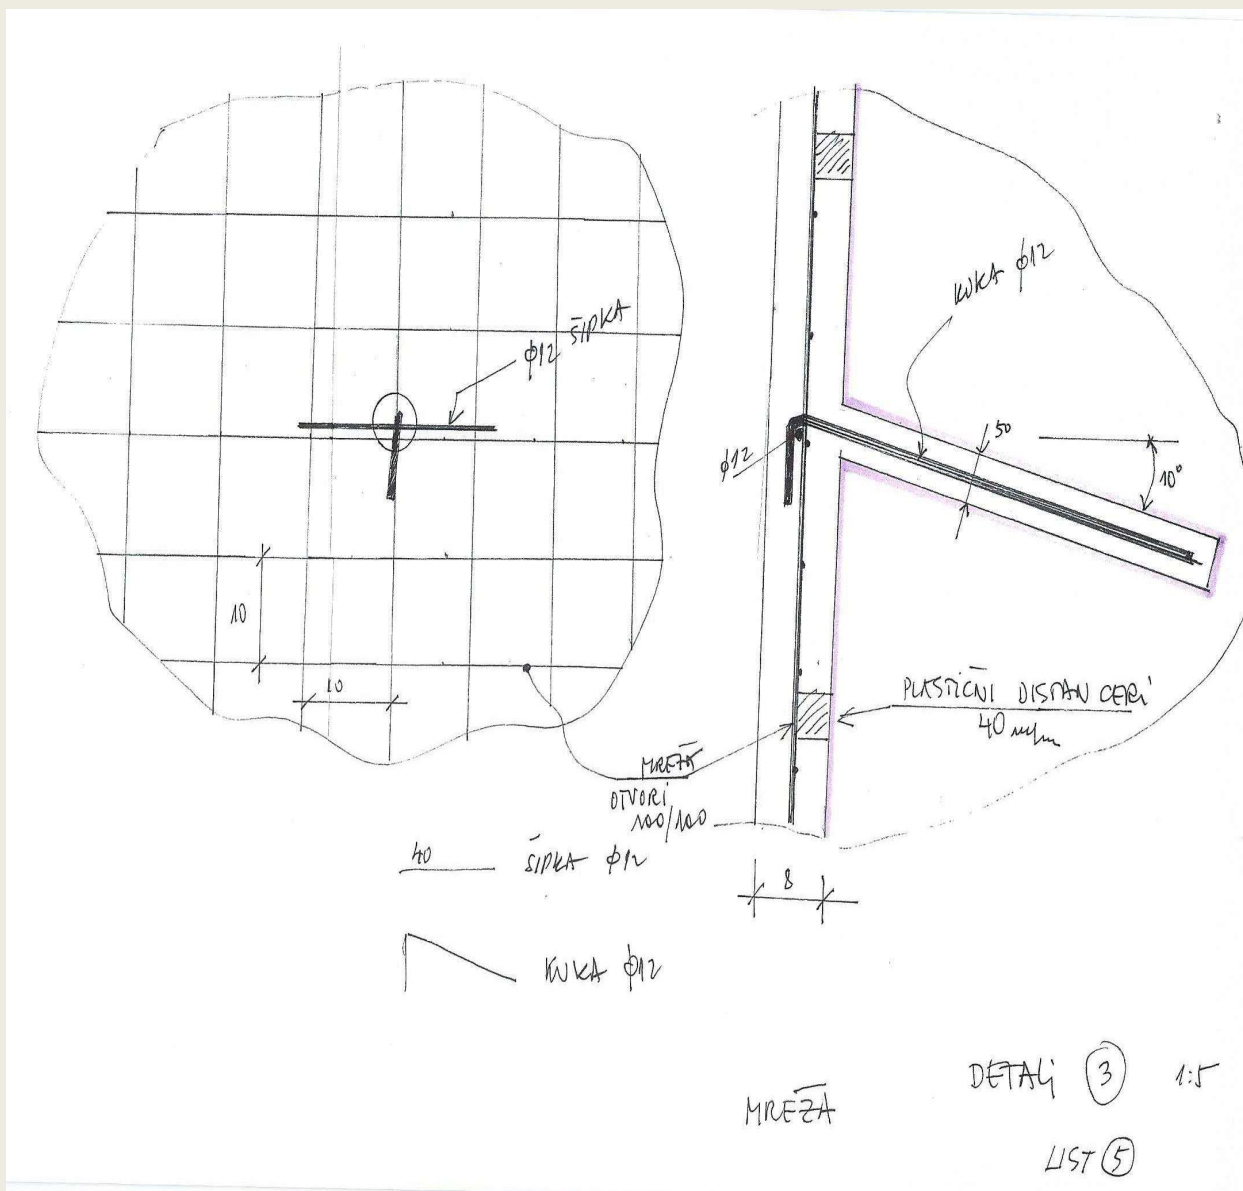 φ12 ŠIPKA
10
10
KUKA φ12
φ12
50
10°
PLASTIČNI DISTANCERI
40 m/m
MREŽA
OTVORI
100/100
8
40 ŠIPKA φ12
KUKA φ12
MREŽA
DETALJ 3 1:5
LIST 5